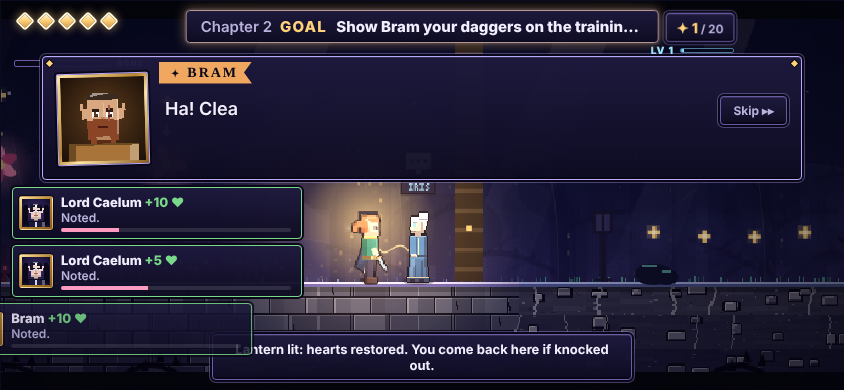 Chapter 2 GOAL Show Bram your daggers on the trainin...
1 / 20
LV 1
BRAM
Ha! Clea
Skip
Lord Caelum +10
Noted.
IRIS
Lord Caelum +5
Noted.
Bram +10
Noted.
Lantern lit: hearts restored. You come back here if knocked
out.